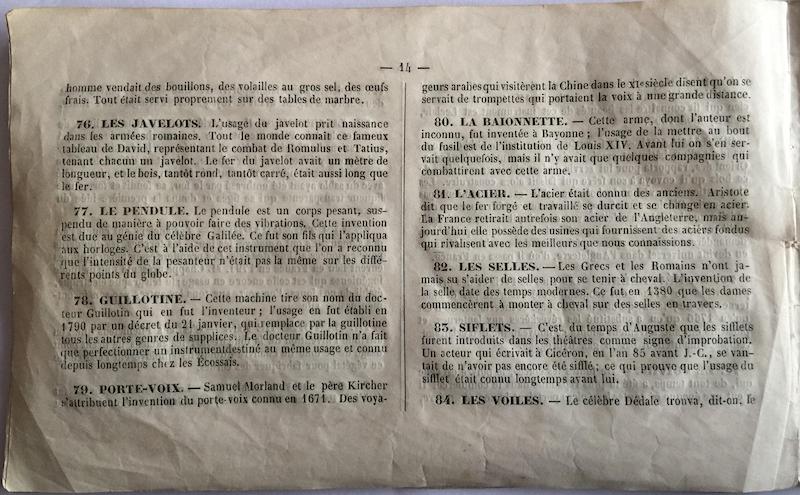 — 14 —
homme vendait des bouillons, des volailles au gros sel, des œufs
frais. Tout était servi proprement sur des tables de marbre.
76. LES JAVELOTS. L'usage du javelot prit naissance
dans les armées romaines. Tout le monde connaît ce fameux
tableau de David, représentant le combat de Romulus et Tatius,
tenant chacun un javelot. Le fer du javelot avait un mètre de
longueur, et le bois, tantôt rond, tantôt carré, était aussi long que
le fer.
77. LE PENDULE. Le pendule est un corps pesant, sus-
pendu de manière à pouvoir faire des vibrations. Cette invention
est due au génie du célèbre Galilée. Ce fut son fils qui l'appliqua
aux horloges. C'est à l'aide de cet instrument que l'on a reconnu
que l'intensité de la pesanteur n'était pas la même sur les diffé-
rents points du globe.
78. GUILLOTINE. — Cette machine tire son nom du doc-
teur Guillotin qui en fut l'inventeur ; l'usage en fut établi en
1790 par un décret du 21 janvier, qui remplace par la guillotine
tous les autres genres de supplices. Le docteur Guillotin n'a fait
que perfectionner un instrument destiné au même usage et connu
depuis longtemps chez les Écossais.
79. PORTE-VOIX. — Samuel Morland et le père Kircher
s'attribuent l'invention du porte-voix connu en 1671. Des voya-
geurs arabes qui visitèrent la Chine dans le XIe siècle disent qu'on se
servait de trompettes qui portaient la voix à une grande distance.
80. LA BAIONNETTE. — Cette arme, dont l'auteur est
inconnu, fut inventée à Bayonne ; l'usage de la mettre au bout
du fusil est de l'institution de Louis XIV. Avant lui on s'en ser-
vait quelquefois, mais il n'y avait que quelques compagnies qui
combattirent avec cette arme.
81. L'ACIER. — L'acier était connu des anciens. Aristote
dit que le fer forgé et travaillé se durcit et se change en acier.
La France retirait autrefois son acier de l'Angleterre, mais au-
jourd'hui elle possède des usines qui fournissent des aciers fondus
qui rivalisent avec les meilleurs que nous connaissions.
82. LES SELLES. — Les Grecs et les Romains n'ont ja-
mais su s'aider de selles pour se tenir à cheval. L'invention de
la selle date des temps modernes. Ce fut en 1380 que les dames
commencèrent à monter à cheval sur des selles en travers.
83. SIFLETS. — C'est du temps d'Auguste que les sifflets
furent introduits dans les théâtres comme signe d'improbation.
Un acteur qui écrivait à Cicéron, en l'an 85 avant J.-C., se van-
tait de n'avoir pas encore été sifflé ; ce qui prouve que l'usage du
sifflet était connu longtemps avant lui.
84. LES VOILES. — Le célèbre Dédale trouva, dit-on, le